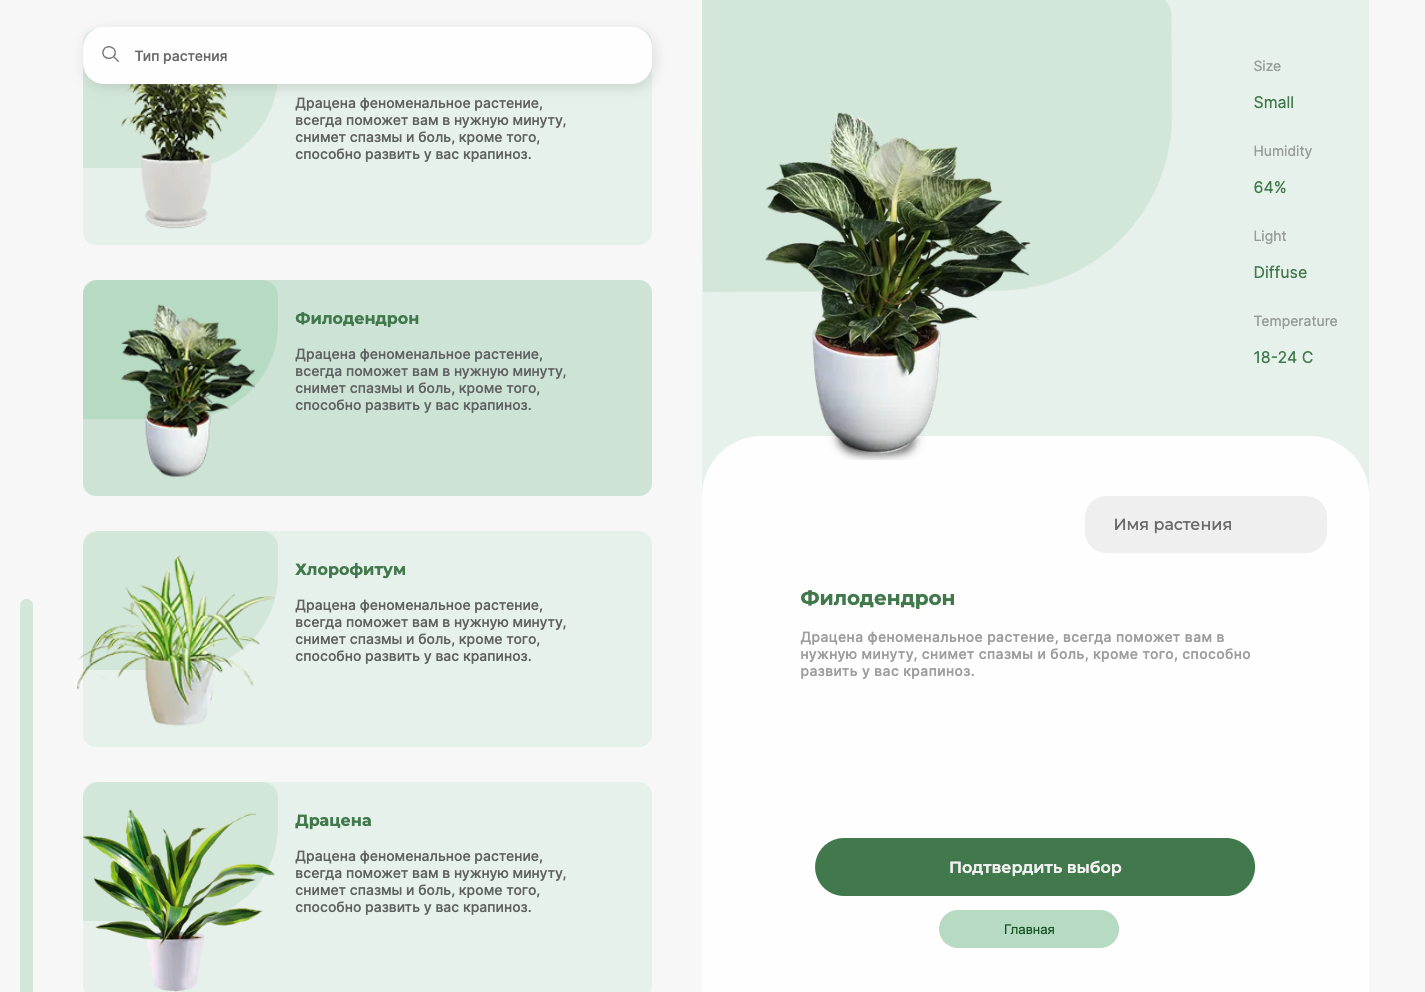 Тип растения
Драцена феноменальное растение,
всегда поможет вам в нужную минуту,
снимет спазмы и боль, кроме того,
способно развить у вас крапиноз.
Филодендрон
Драцена феноменальное растение,
всегда поможет вам в нужную минуту,
снимет спазмы и боль, кроме того,
способно развить у вас крапиноз.
Хлорофитум
Драцена феноменальное растение,
всегда поможет вам в нужную минуту,
снимет спазмы и боль, кроме того,
способно развить у вас крапиноз.
Драцена
Драцена феноменальное растение,
всегда поможет вам в нужную минуту,
снимет спазмы и боль, кроме того,
способно развить у вас крапиноз.
Size
Small
Humidity
64%
Light
Diffuse
Temperature
18-24 C
Имя растения
Филодендрон
Драцена феноменальное растение, всегда поможет вам в
нужную минуту, снимет спазмы и боль, кроме того, способно
развить у вас крапиноз.
Подтвердить выбор
Главная